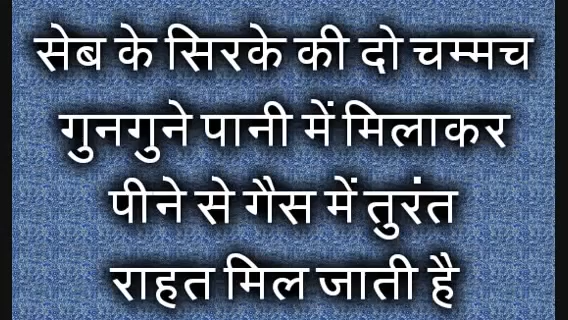 सेब के सिरके की दो चम्मच
गुनगुने पानी में मिलाकर
पीने से गैस में तुरंत
राहत मिल जाती है